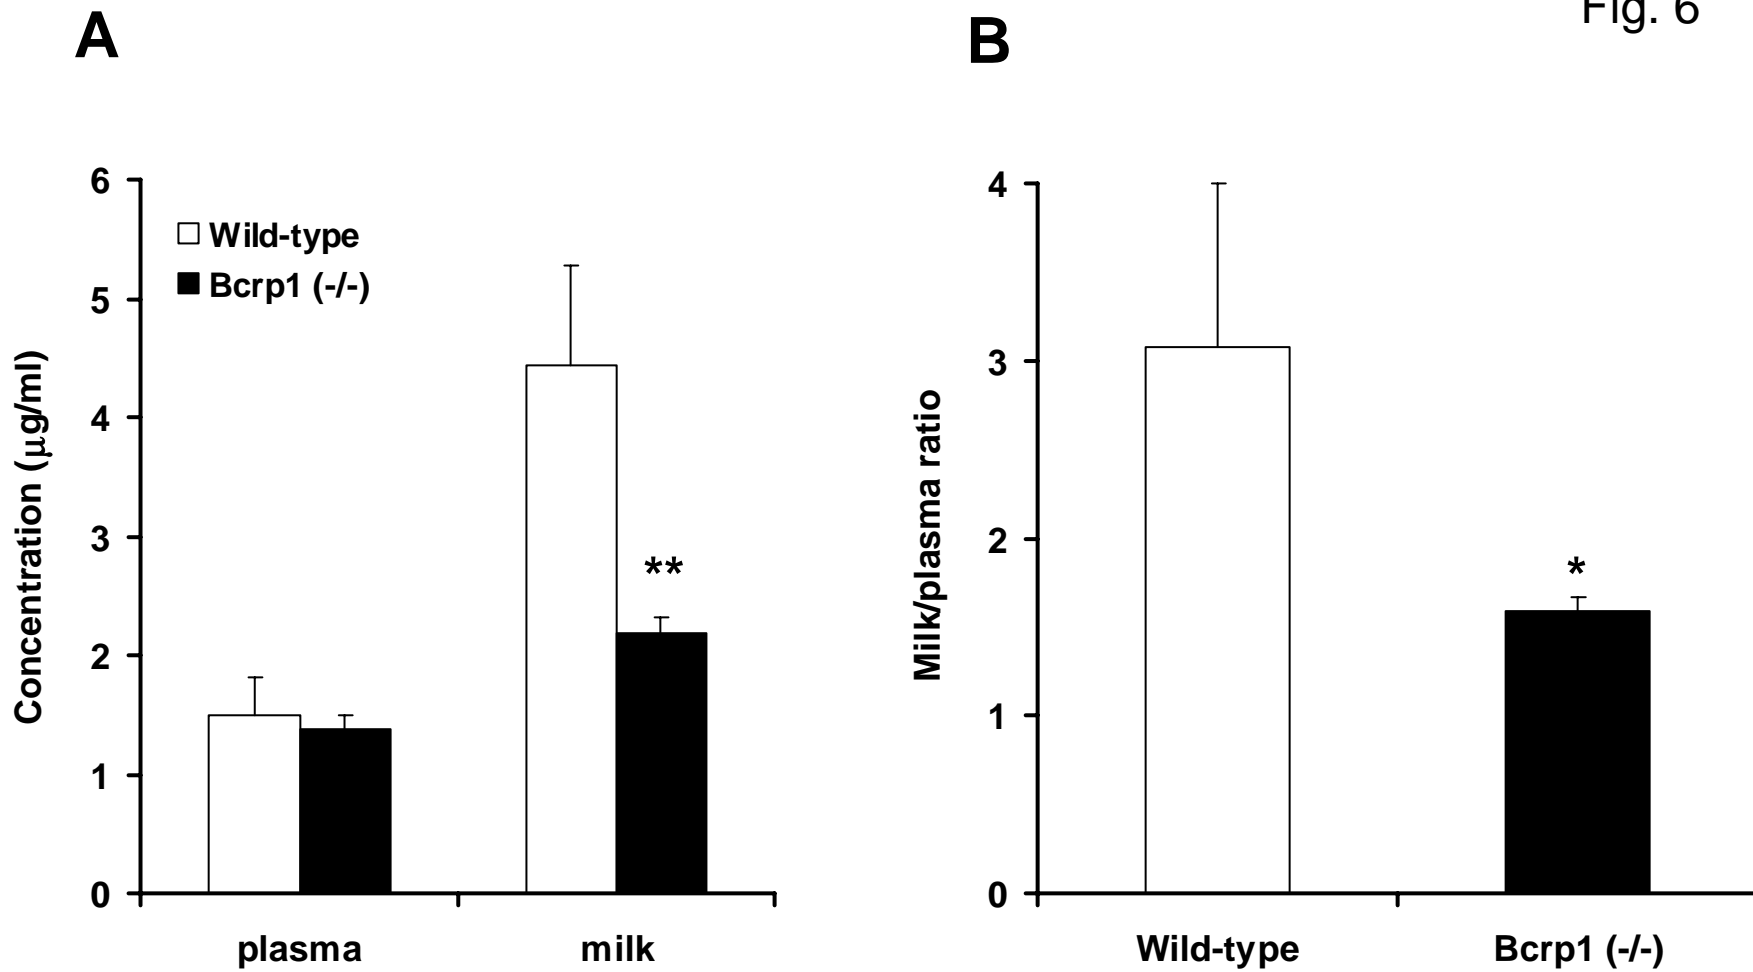 A
B
Fig. 6
6
5
4
3
2
1
0
Concentration (μg/ml)
Wild-type
Bcrp1 (-/-)
**
plasma
milk
4
3
2
1
0
Milk/plasma ratio
*
Wild-type
Bcrp1 (-/-)